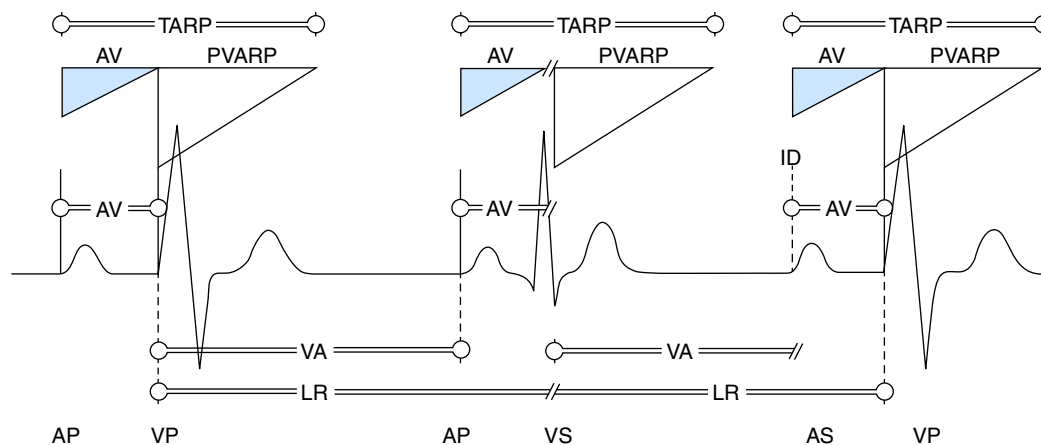 TARP TARP TARP
AV PVARP AV PVARP AV PVARP
ID
AV AV AV
VA VA
LR LR
AP VP AP VS AS VP